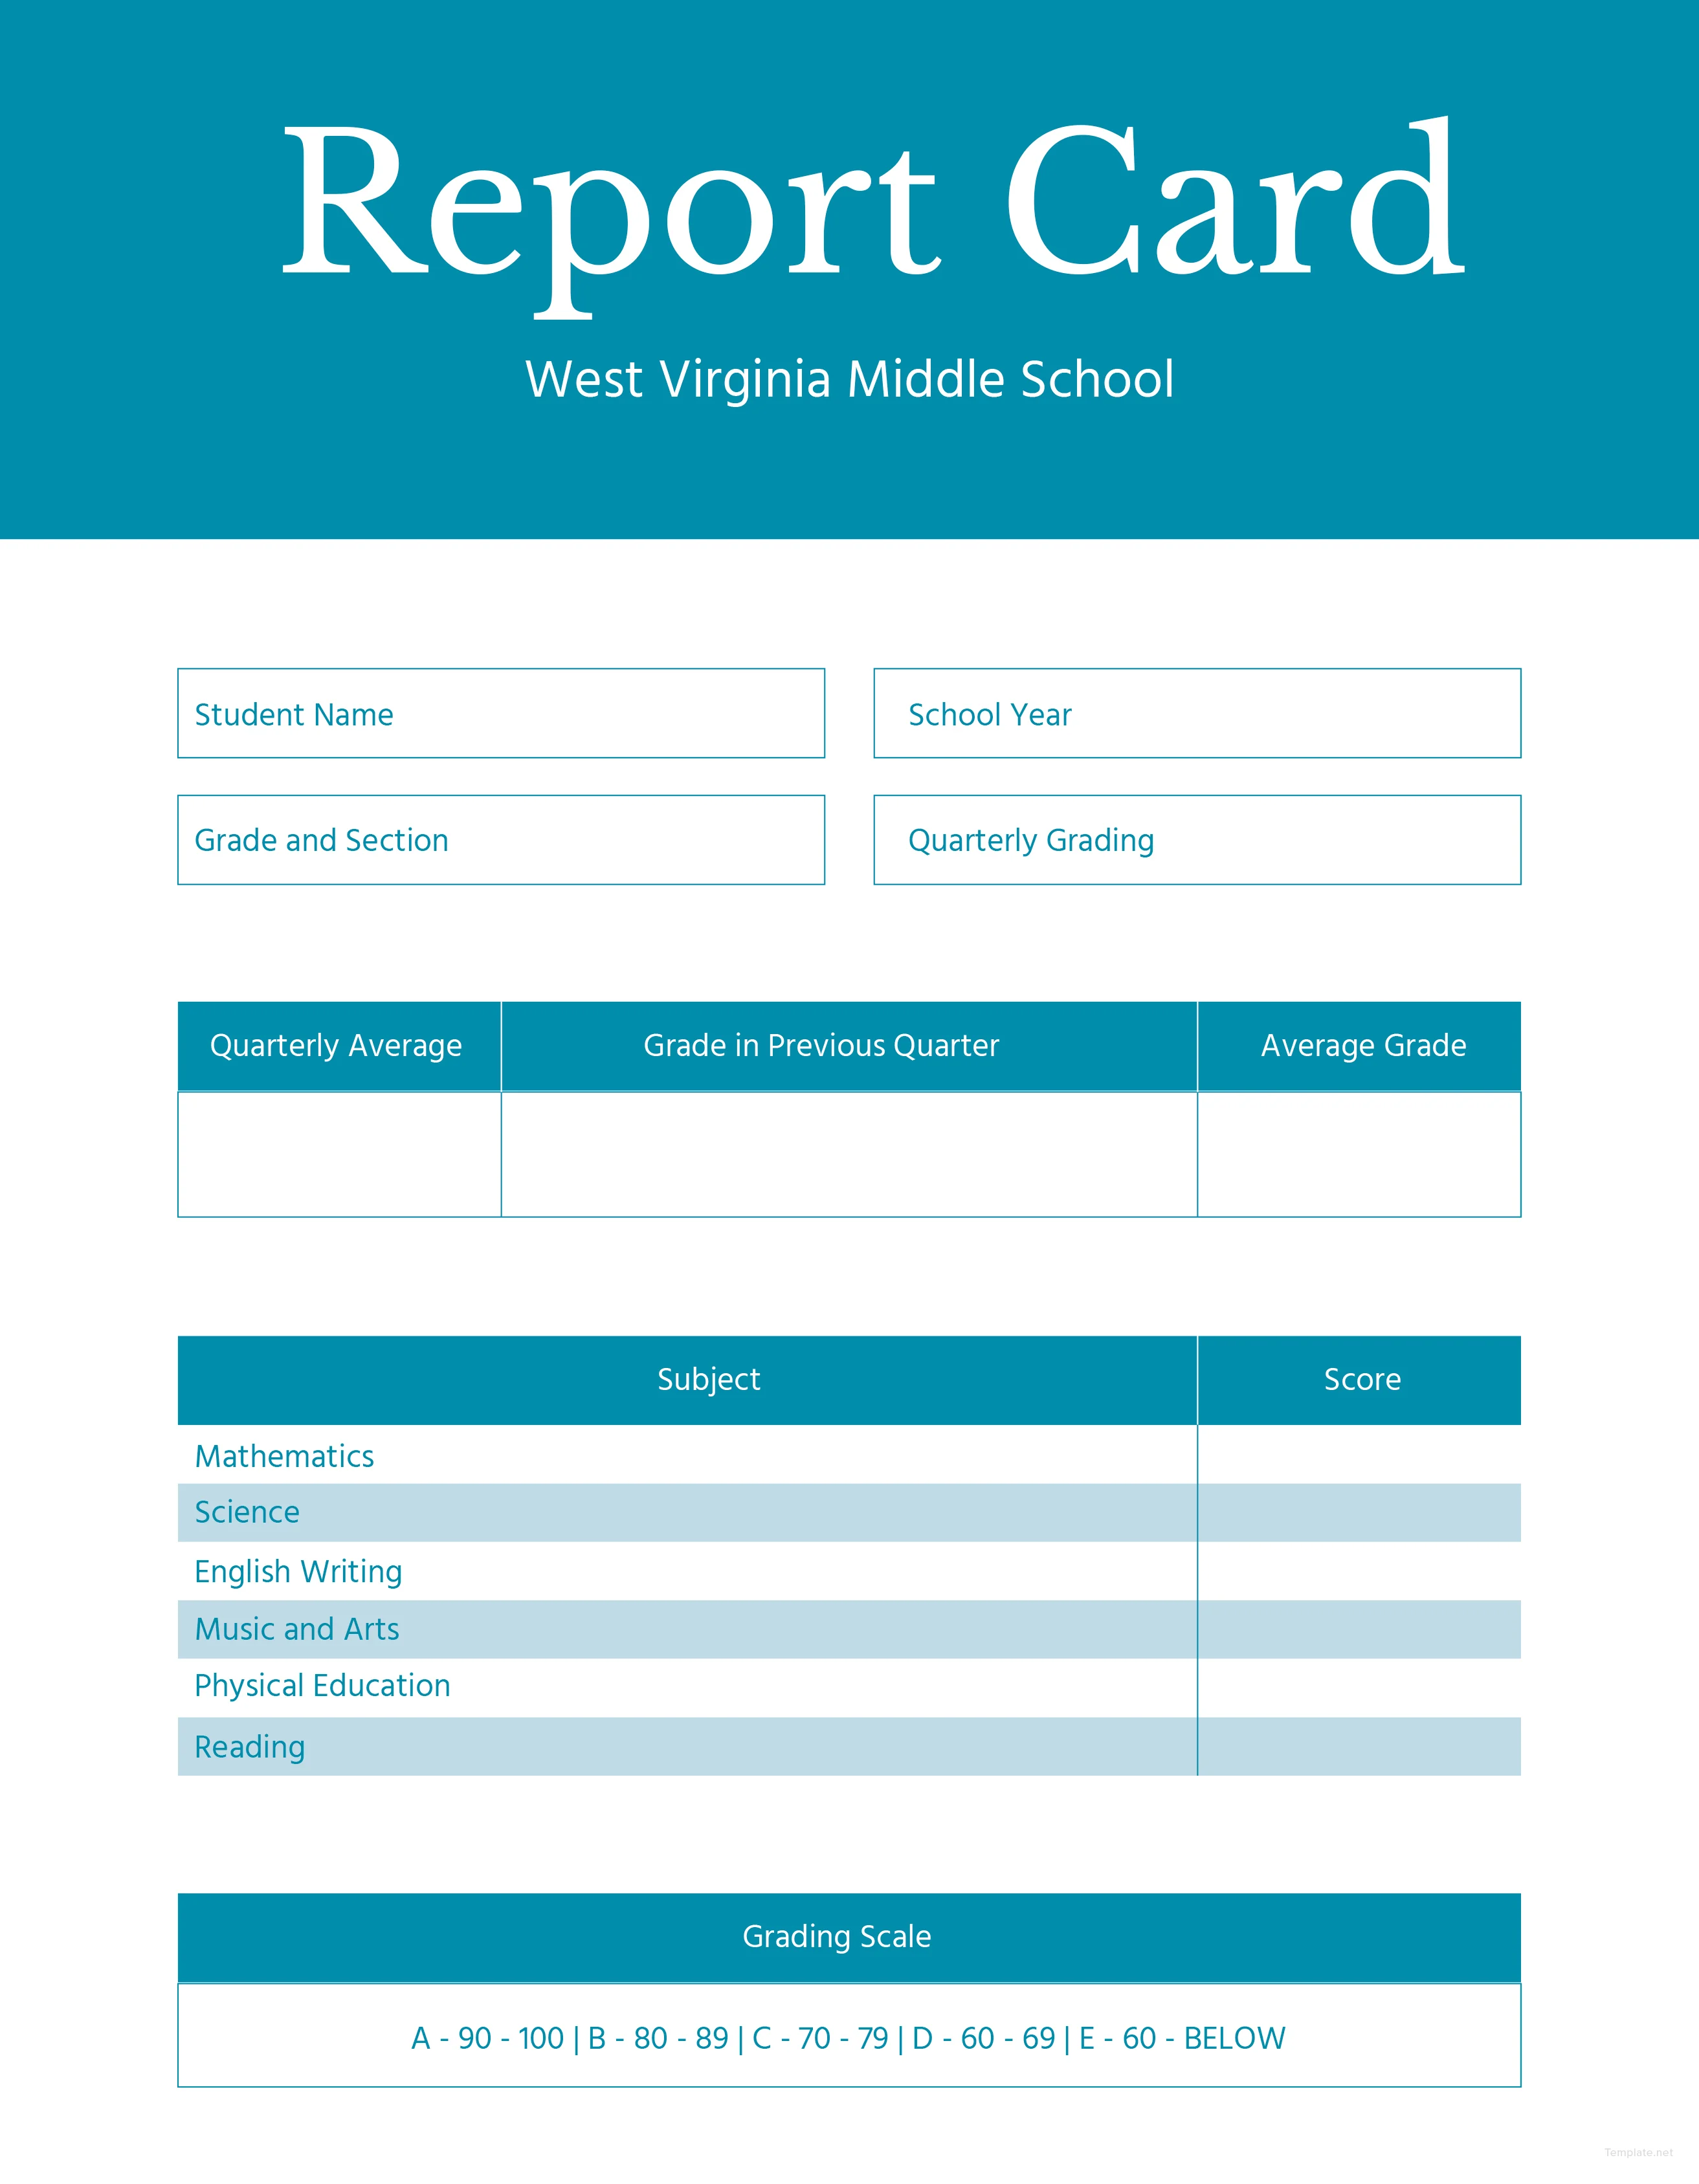 Report Card
West Virginia Middle School
Student Name
School Year
Grade and Section
Quarterly Grading
Quarterly Average Grade in Previous Quarter Average Grade
Subject Score
Mathematics
Science
English Writing
Music and Arts
Physical Education
Reading
Grading Scale
A - 90 - 100 | B - 80 - 89 | C - 70 - 79 | D - 60 - 69 | E - 60 - BELOW
Template.net